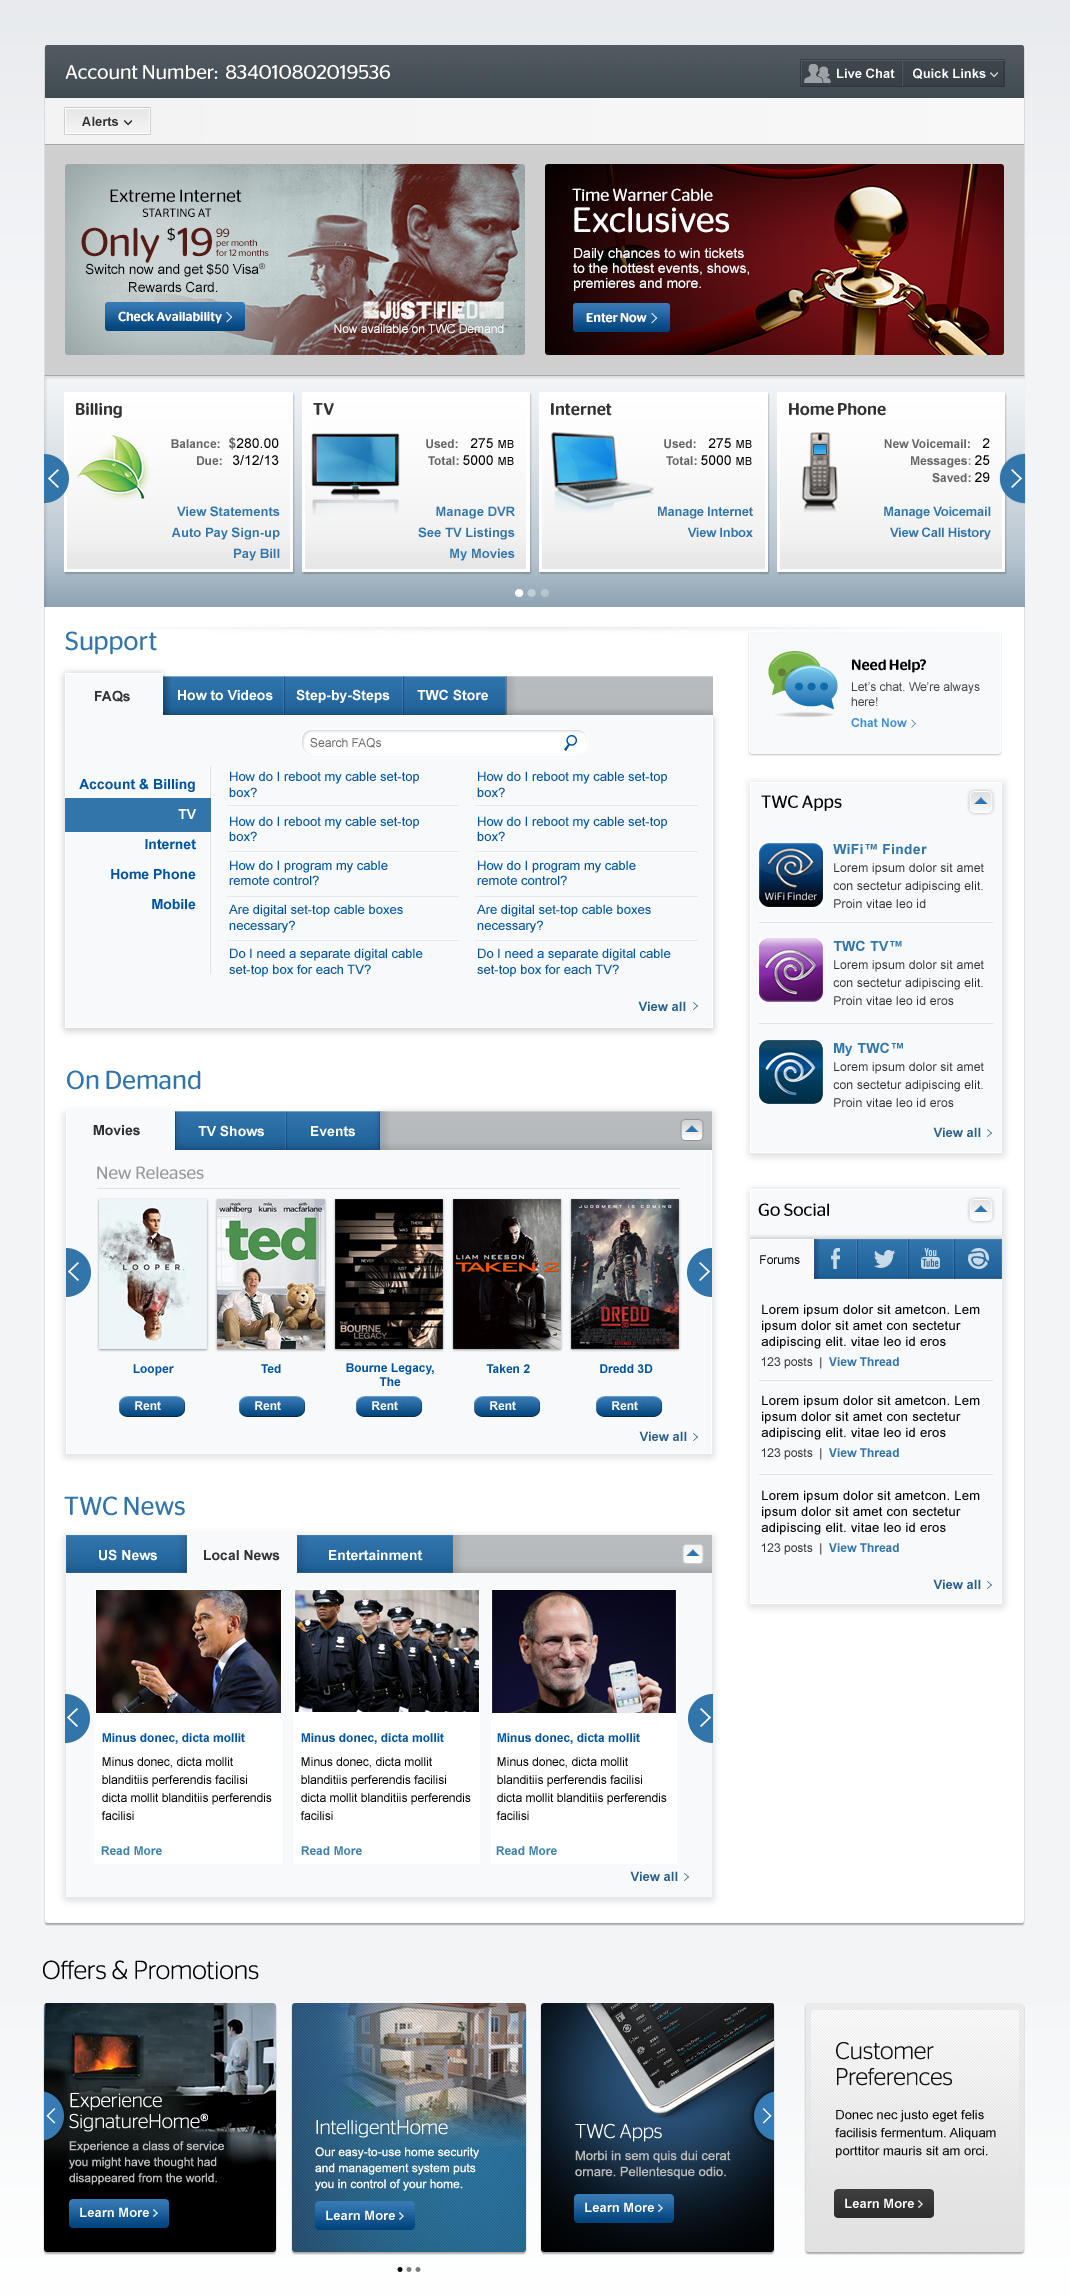 Account Number: 834010802019536
Live Chat
Quick Links
Alerts
Extreme Internet
STARTING AT
Only $19 99
per month
for 12 months
Switch now and get $50 Visa®
Rewards Card.
Check Availability
JUSTIFIED
Now available on TWC Demand
Time Warner Cable
Exclusives
Daily chances to win tickets
to the hottest events, shows,
premieres and more.
Enter Now
Billing
Balance: $280.00
Due: 3/12/13
View Statements
Auto Pay Sign-up
Pay Bill
TV
Used: 275 MB
Total: 5000 MB
Manage DVR
See TV Listings
My Movies
Internet
Used: 275 MB
Total: 5000 MB
Manage Internet
View Inbox
Home Phone
New Voicemail: 2
Messages: 25
Saved: 29
Manage Voicemail
View Call History
Support
FAQs
How to Videos
Step-by-Steps
TWC Store
Search FAQs
Account & Billing
TV
Internet
Home Phone
Mobile
How do I reboot my cable set-top
box?
How do I reboot my cable set-top
box?
How do I program my cable
remote control?
Are digital set-top cable boxes
necessary?
Do I need a separate digital cable
set-top box for each TV?
How do I reboot my cable set-top
box?
How do I reboot my cable set-top
box?
How do I program my cable
remote control?
Are digital set-top cable boxes
necessary?
Do I need a separate digital cable
set-top box for each TV?
View all
Need Help?
Let's chat. We're always
here!
Chat Now
TWC Apps
WiFi Finder
WiFi™ Finder
Lorem ipsum dolor sit amet
con sectetur adipiscing elit.
Proin vitae leo id
TWC TV™
Lorem ipsum dolor sit amet
con sectetur adipiscing elit.
Proin vitae leo id eros
My TWC™
Lorem ipsum dolor sit amet
con sectetur adipiscing elit.
Proin vitae leo id eros
View all
On Demand
Movies
TV Shows
Events
New Releases
LOOPER
mark wahlberg mila kunis seth macfarlane
ted
THERE
WAS
NEVER
JUST
ONE
THE
BOURNE
LEGACY
LIAM NEESON
TAKEN 2
JUDGMENT IS COMING
DREDD
Looper
Ted
Bourne Legacy,
The
Taken 2
Dredd 3D
Rent
Rent
Rent
Rent
Rent
View all
Go Social
Forums
f
You
Tube
Lorem ipsum dolor sit ametcon. Lem
ipsum dolor sit amet con sectetur
adipiscing elit. vitae leo id eros
123 posts | View Thread
Lorem ipsum dolor sit ametcon. Lem
ipsum dolor sit amet con sectetur
adipiscing elit. vitae leo id eros
123 posts | View Thread
Lorem ipsum dolor sit ametcon. Lem
ipsum dolor sit amet con sectetur
adipiscing elit. vitae leo id eros
123 posts | View Thread
View all
TWC News
US News
Local News
Entertainment
Minus donec, dicta mollit
Minus donec, dicta mollit
blanditiis perferendis facilisi
dicta mollit blanditiis perferendis
facilisi
Read More
Minus donec, dicta mollit
Minus donec, dicta mollit
blanditiis perferendis facilisi
dicta mollit blanditiis perferendis
facilisi
Read More
Minus donec, dicta mollit
Minus donec, dicta mollit
blanditiis perferendis facilisi
dicta mollit blanditiis perferendis
facilisi
Read More
View all
Offers & Promotions
Experience
SignatureHome®
Experience a class of service
you might have thought had
disappeared from the world.
Learn More
IntelligentHome
Our easy-to-use home security
and management system puts
you in control of your home.
Learn More
TWC Apps
Morbi in sem quis dui cerat
ornare. Pellentesque odio.
Learn More
Customer
Preferences
Donec nec justo eget felis
facilisis fermentum. Aliquam
porttitor mauris sit am orci.
Learn More